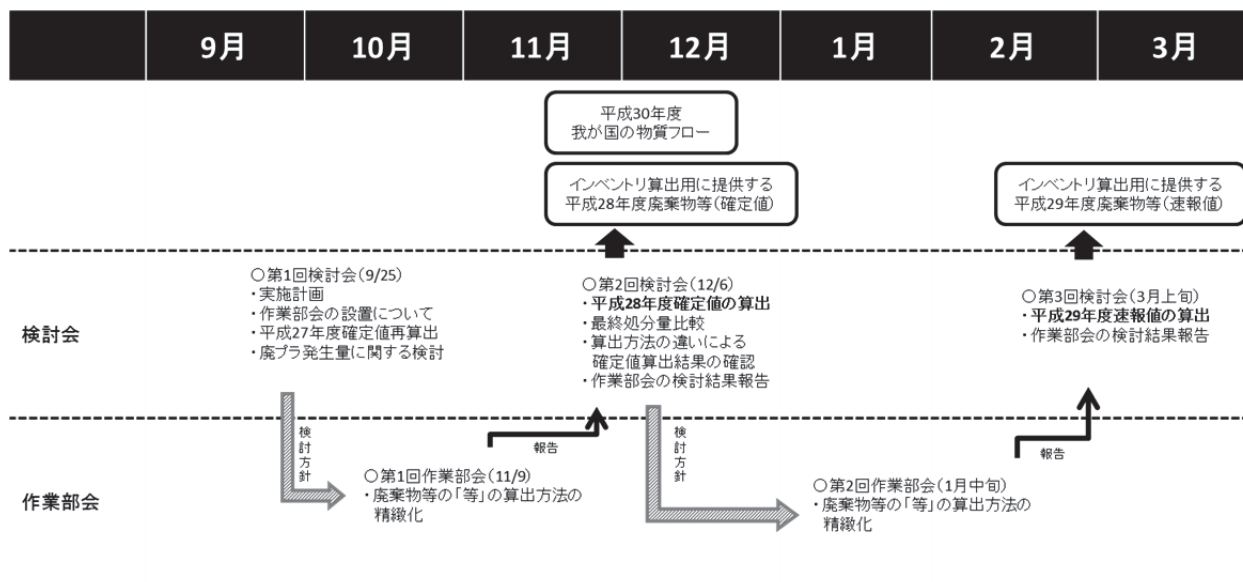 9月 10月 11月 12月 1月 2月 3月
平成30年度
我が国の物質フロー
インベントリ算出用に提供する
平成28年度廃棄物等(確定値)
インベントリ算出用に提供する
平成29年度廃棄物等(速報値)
検討会
○第1回検討会(9/25)
・実施計画
・作業部会の設置について
・平成27年度確定値再算出
・廃プラ発生量に関する検討
○第2回検討会(12/6)
・平成28年度確定値の算出
・最終処分量比較
・算出方法の違いによる
確定値算出結果の確認
・作業部会の検討結果報告
○第3回検討会(3月上旬)
・平成29年度速報値の算出
・作業部会の検討結果報告
作業部会
検討方針
○第1回作業部会(11/9)
・廃棄物等の「等」の算出方法の
精緻化
報告
検討方針
○第2回作業部会(1月中旬)
・廃棄物等の「等」の算出方法の
精緻化
報告